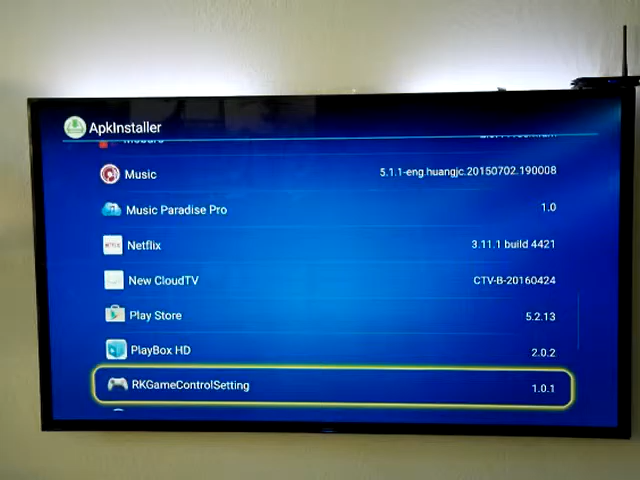 ApkInstaller
Music 5.1.1-eng.huangjc.20150702.190008
Music Paradise Pro 1.0
Netflix 3.11.1 build 4421
New CloudTV CTV-B-20160424
Play Store 5.2.13
PlayBox HD 2.0.2
RKGameControlSetting 1.0.1